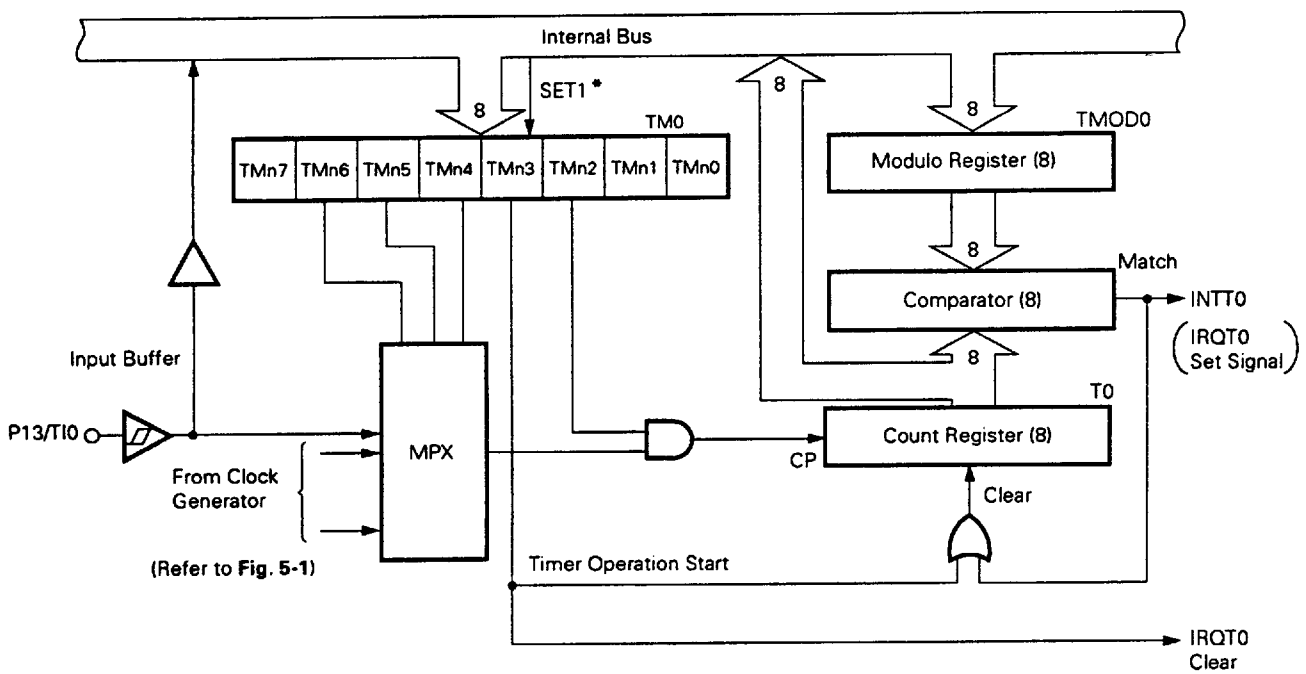 Internal Bus
8
SET1 *
8
8
TM0
TMOD0
TMn7 TMn6 TMn5 TMn4 TMn3 TMn2 TMn1 TMn0
Modulo Register (8)
8
Match
Comparator (8)
INTT0
(IRQT0
Set Signal)
8
Input Buffer
T0
P13/TI0
MPX
Count Register (8)
CP
From Clock
Generator
Clear
(Refer to Fig. 5-1)
Timer Operation Start
IRQT0
Clear